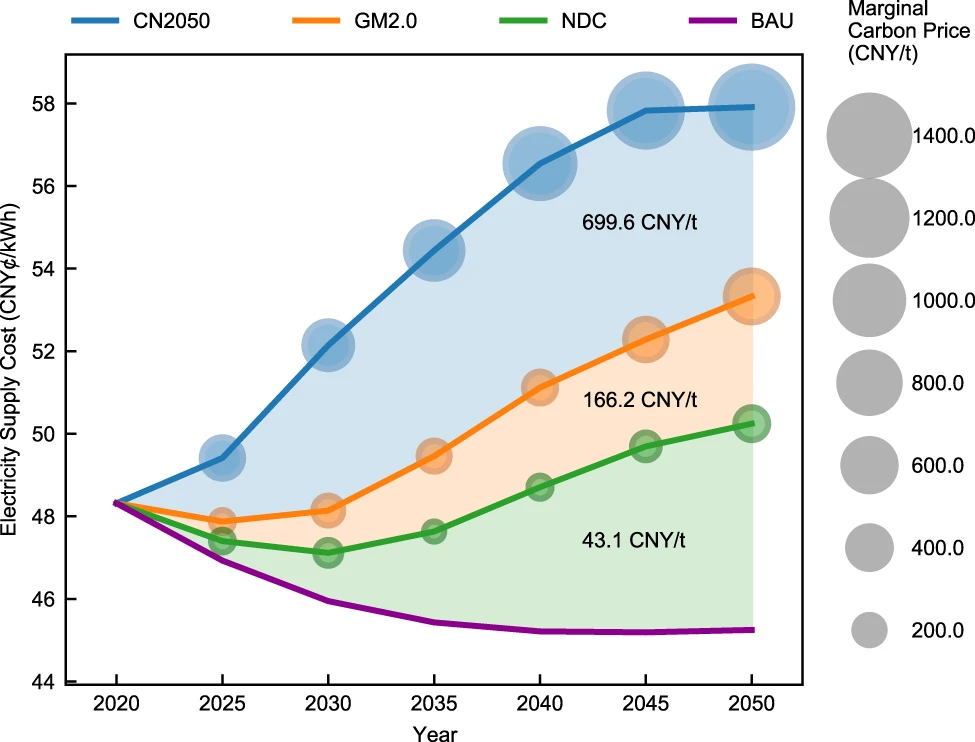 CN2050 GM2.0 NDC BAU
Marginal
Carbon Price
(CNY/t)
Electricity Supply Cost (CNY¢/kWh)
58
56
54
52
50
48
46
44
699.6 CNY/t
166.2 CNY/t
43.1 CNY/t
2020 2025 2030 2035 2040 2045 2050
Year
1400.0
1200.0
1000.0
800.0
600.0
400.0
200.0